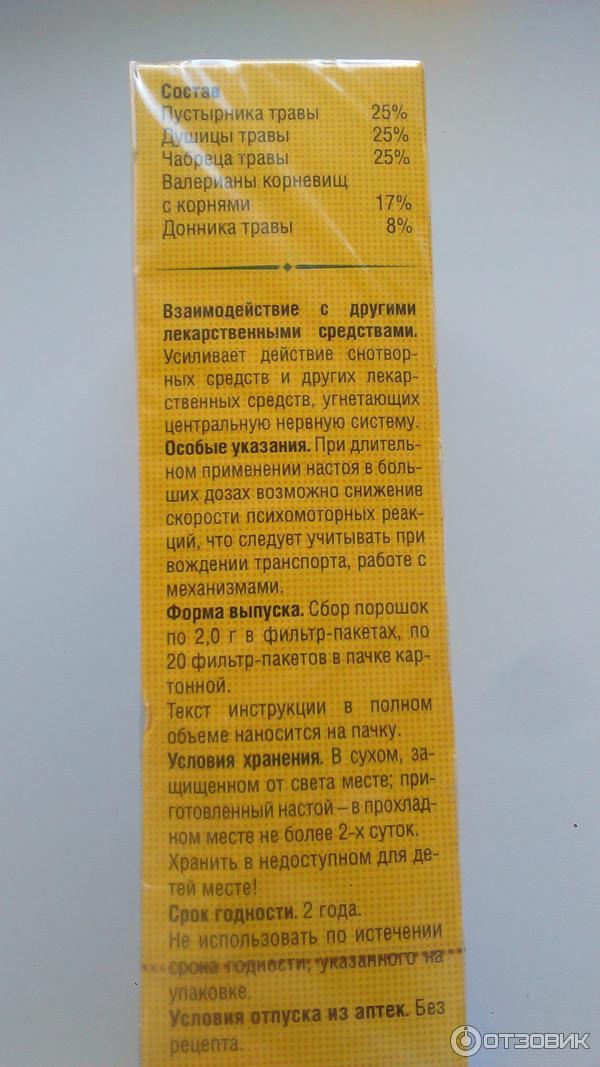 Состав
Пустырника травы 25%
Душицы травы 25%
Чабреца травы 25%
Валерианы корневищ
с корнями 17%
Донника травы 8%
Взаимодействие с другими
лекарственными средствами.
Усиливает действие снотвор-
ных средств и других лекар-
ственных средств, угнетающих
центральную нервную систему.
Особые указания. При длитель-
ном применении настоя в боль-
ших дозах возможно снижение
скорости психомоторных реак-
ций, что следует учитывать при
вождении транспорта, работе с
механизмами.
Форма выпуска. Сбор порошок
по 2,0 г в фильтр-пакетах, по
20 фильтр-пакетов в пачке кар-
тонной.
Текст инструкции в полном
объеме наносится на пачку.
Условия хранения. В сухом, за-
щищенном от света месте; при-
готовленный настой – в прохлад-
ном месте не более 2-х суток.
Хранить в недоступном для де-
тей месте!
Срок годности. 2 года.
Не использовать по истечении
срока годности, указанного на
упаковке.
Условия отпуска из аптек. Без
рецепта.
ОТЗОВИК